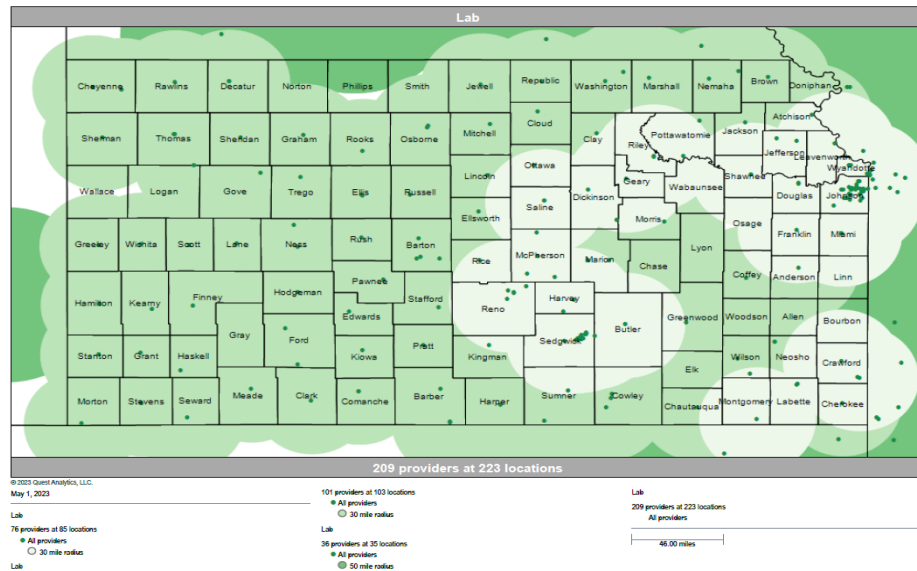 Lab
Cheyenne Rawlins Decatur Norton Phillips Smith Jewell Republic Washington Marshall Nemaha Brown Doniphan
Atchison
Sherman Thomas Sheridan Graham Rooks Osborne Mitchell Cloud Clay Riley Pottawatomie Jackson Jefferson Leavenworth
Wyandotte
Wallace Logan Gove Trego Ellis Russell Lincoln Ottawa Saline Dickinson Geary Wabaunsee Shawnee Douglas Johnson
Greeley Wichita Scott Lane Ness Rush Barton Ellsworth McPherson Marion Morris Chase Lyon Osage Franklin Miami
Rice
Hamilton Kearny Finney Hodgeman Pawnee Stafford Reno Harvey Butler Greenwood Coffey Anderson Linn
Gray Ford Edwards Woodson Allen Bourbon
Stanton Grant Haskell Kiowa Pratt Kingman Sedgwick Elk Wilson Neosho Crawford
Morton Stevens Seward Meade Clark Comanche Barber Harper Sumner Cowley Chautauqua Montgomery Labette Cherokee
209 providers at 223 locations
© 2023 Quest Analytics, LLC.
May 1, 2023
Lab
76 providers at 85 locations
All providers
30 mile radius
Lab
101 providers at 103 locations
All providers
30 mile radius
Lab
36 providers at 35 locations
All providers
50 mile radius
Lab
209 providers at 223 locations
All providers
46.00 miles